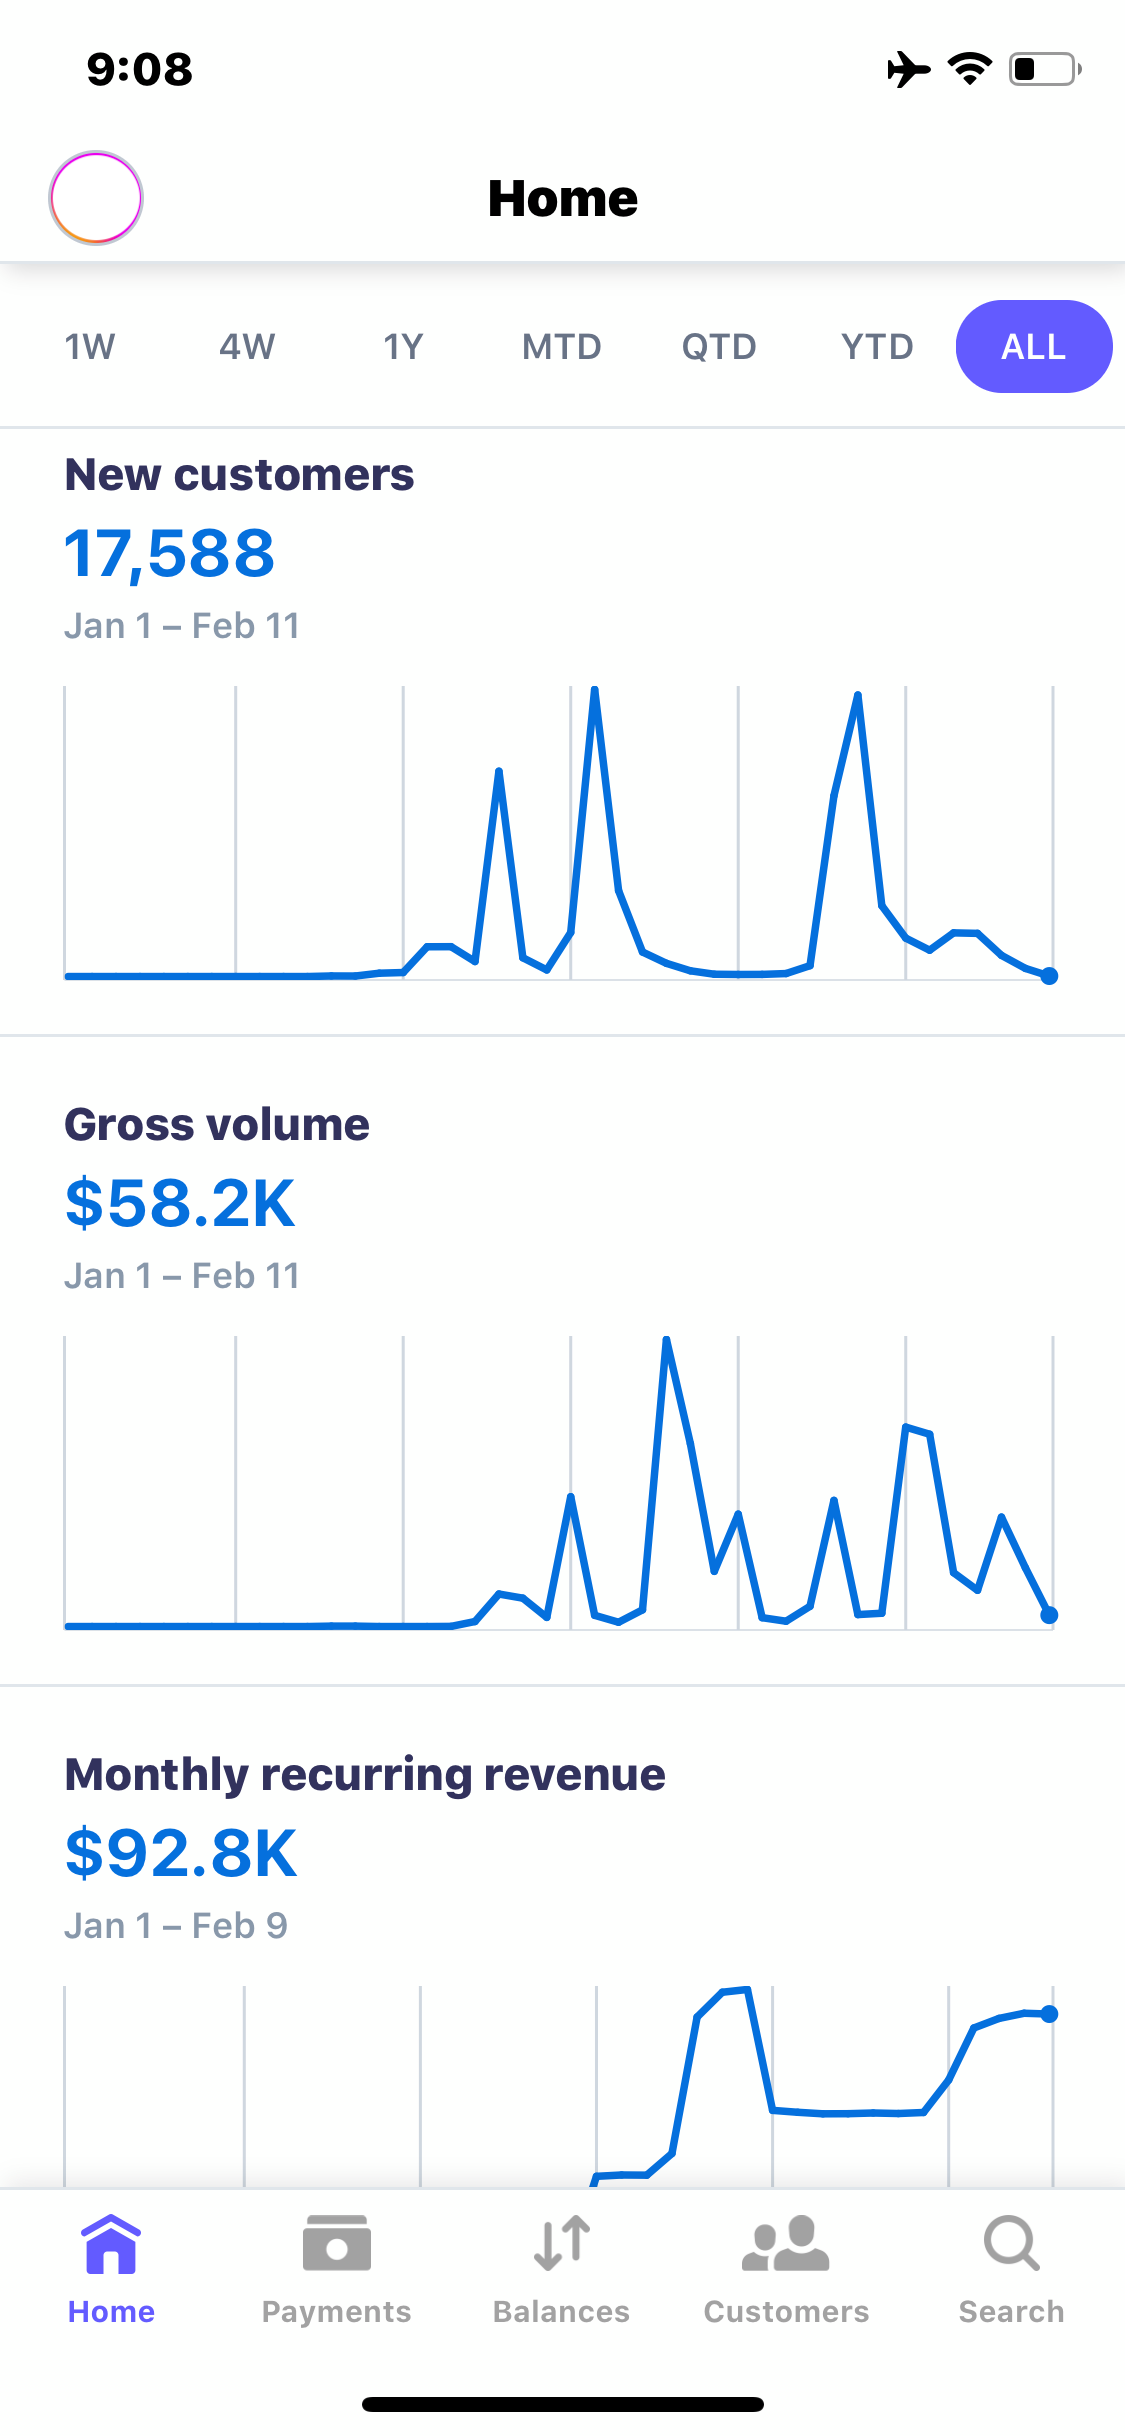 9:08
Home
1W 4W 1Y MTD QTD YTD ALL
New customers
17,588
Jan 1 – Feb 11
Gross volume
$58.2K
Jan 1 – Feb 11
Monthly recurring revenue
$92.8K
Jan 1 – Feb 9
Home Payments Balances Customers Search